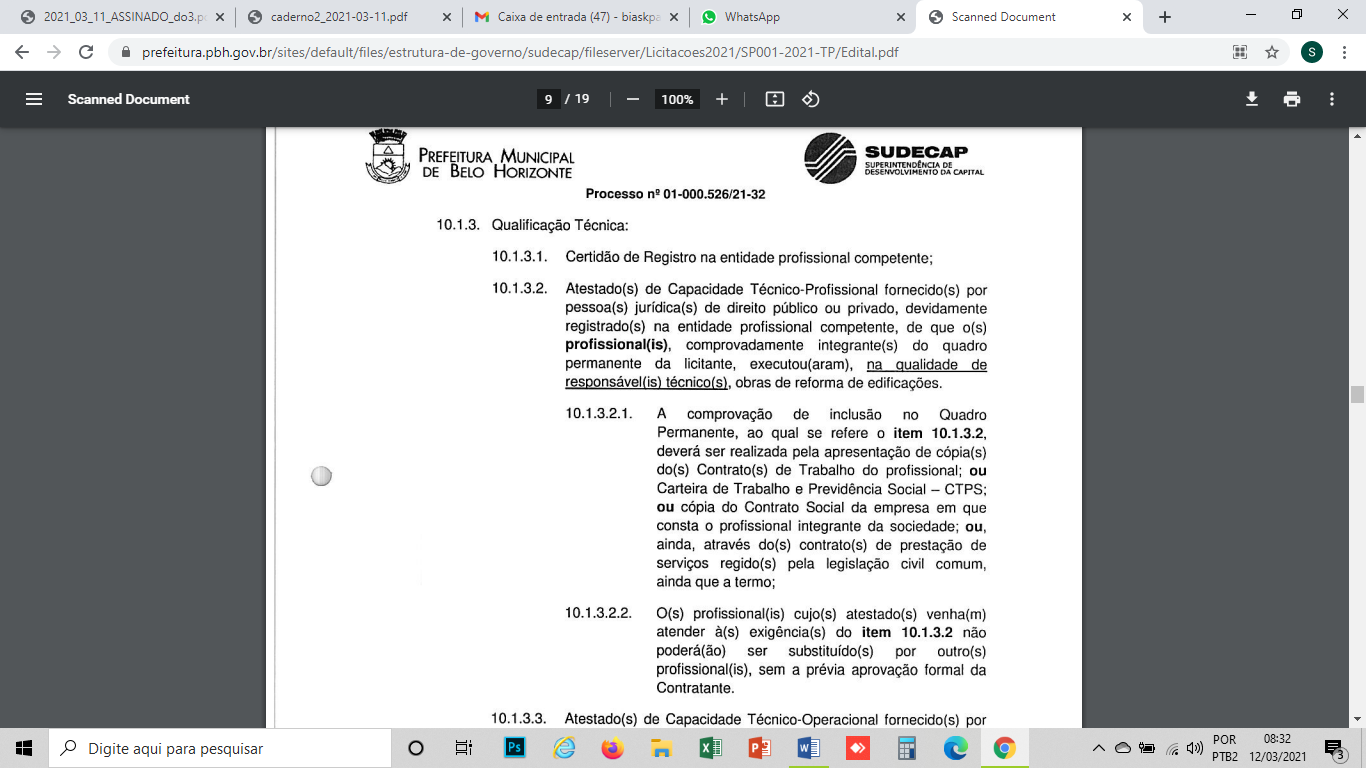 2021_03_11_ASSINADO_do3.p
caderno2_2021-03-11.pdf
Caixa de entrada (47) - biaskpa
WhatsApp
Scanned Document
prefeitura.pbh.gov.br/sites/default/files/estrutura-de-governo/sudecap/fileserver/Licitacoes2021/SP001-2021-TP/Edital.pdf
S
Scanned Document
9 / 19
100%
PREFEITURA MUNICIPAL
DE BELO HORIZONTE
SUDECAP
SUPERINTENDÊNCIA DE
DESENVOLVIMENTO DA CAPITAL
Processo nº 01-000.526/21-32
10.1.3. Qualificação Técnica:
10.1.3.1. Certidão de Registro na entidade profissional competente;
10.1.3.2. Atestado(s) de Capacidade Técnico-Profissional fornecido(s) por
pessoa(s) jurídica(s) de direito público ou privado, devidamente
registrado(s) na entidade profissional competente, de que o(s)
profissional(is), comprovadamente integrante(s) do quadro
permanente da licitante, executou(aram), na qualidade de
responsável(is) técnico(s), obras de reforma de edificações.
10.1.3.2.1. A comprovação de inclusão no Quadro
Permanente, ao qual se refere o item 10.1.3.2,
deverá ser realizada pela apresentação de cópia(s)
do(s) Contrato(s) de Trabalho do profissional; ou
Carteira de Trabalho e Previdência Social – CTPS;
ou cópia do Contrato Social da empresa em que
consta o profissional integrante da sociedade; ou,
ainda, através do(s) contrato(s) de prestação de
serviços regido(s) pela legislação civil comum,
ainda que a termo;
10.1.3.2.2. O(s) profissional(is) cujo(s) atestado(s) venha(m)
atender à(s) exigência(s) do item 10.1.3.2 não
poderá(ão) ser substituído(s) por outro(s)
profissional(is), sem a prévia aprovação formal da
Contratante.
10.1.3.3. Atestado(s) de Capacidade Técnico-Operacional fornecido(s) por
Digite aqui para pesquisar
Ps
POR
PTB2
08:32
12/03/2021
3